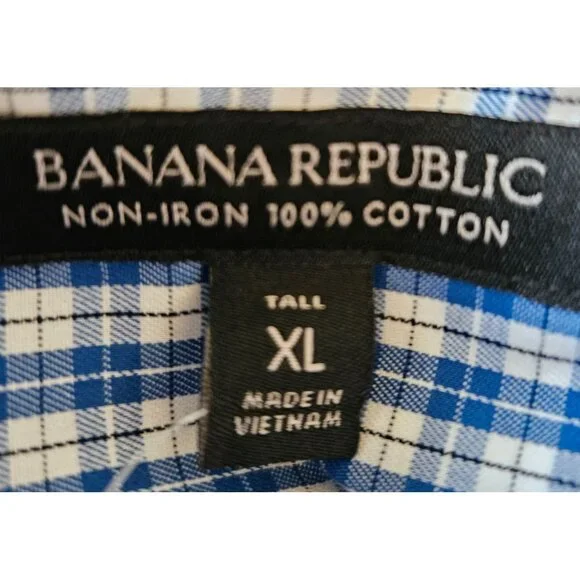 BANANA REPUBLIC
NON-IRON 100% COTTON
TALL
XL
MADE IN
VIETNAM